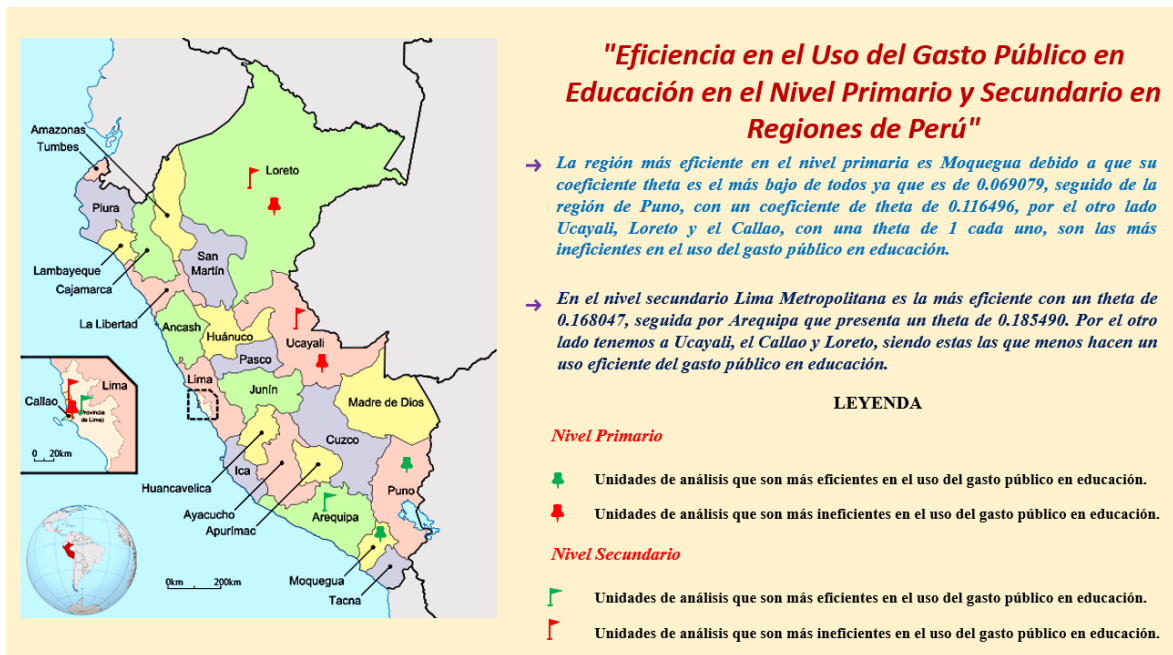 "Eficiencia en el Uso del Gasto Público en
Educación en el Nivel Primario y Secundario en
Regiones de Perú"
La región más eficiente en el nivel primaria es Moquegua debido a que su
coeficiente theta es el más bajo de todos ya que es de 0.069079, seguido de la
región de Puno, con un coeficiente de theta de 0.116496, por el otro lado
Ucayali, Loreto y el Callao, con una theta de 1 cada uno, son las más
ineficientes en el uso del gasto público en educación.
En el nivel secundario Lima Metropolitana es la más eficiente con un theta de
0.168047, seguida por Arequipa que presenta un theta de 0.185490. Por el otro
lado tenemos a Ucayali, el Callao y Loreto, siendo estas las que menos hacen un
uso eficiente del gasto público en educación.
LEYENDA
Nivel Primario
Unidades de análisis que son más eficientes en el uso del gasto público en educación.
Unidades de análisis que son más ineficientes en el uso del gasto público en educación.
Nivel Secundario
Unidades de análisis que son más eficientes en el uso del gasto público en educación.
Unidades de análisis que son más ineficientes en el uso del gasto público en educación.
Amazonas
Tumbes
Loreto
Piura
San
Martín
Lambayeque
Cajamarca
La Libertad
Ancash
Huánuco
Ucayali
Pasco
Lima
Junín
Madre de Dios
Cuzco
Ica
Huancavelica
Ayacucho
Apurímac
Arequipa
Puno
Moquegua
Tacna
Lima
Callao
(Provincia
de Lima)
0 20km
0km 200km